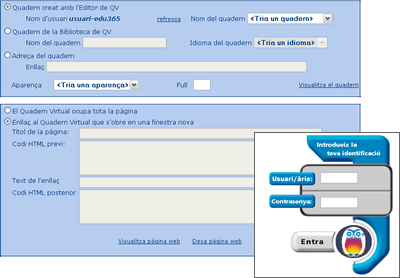 Quadern creat amb l'Editor de QV
Nom d'usuari usuari-edu365 refresca Nom del quadern <Tria un quadern>
Quadern de la Biblioteca de QV
Nom del quadern Idioma del quadern <Tria un idioma>
Adreça del quadern
Enllaç
Aparença <Tria una aparença> Full Visualitza el quadern
El Quadern Virtual ocupa tota la pàgina
Enllaç al Quadern Virtual que s'obre en una finestra nova
Títol de la pàgina:
Codi HTML previ:
Text de l'enllaç
Codi HTML posterior
Visualitza pàgina web Desa pàgina web
Introdueix la
teva identificació
Usuari/ària:
Contrasenya:
Entra